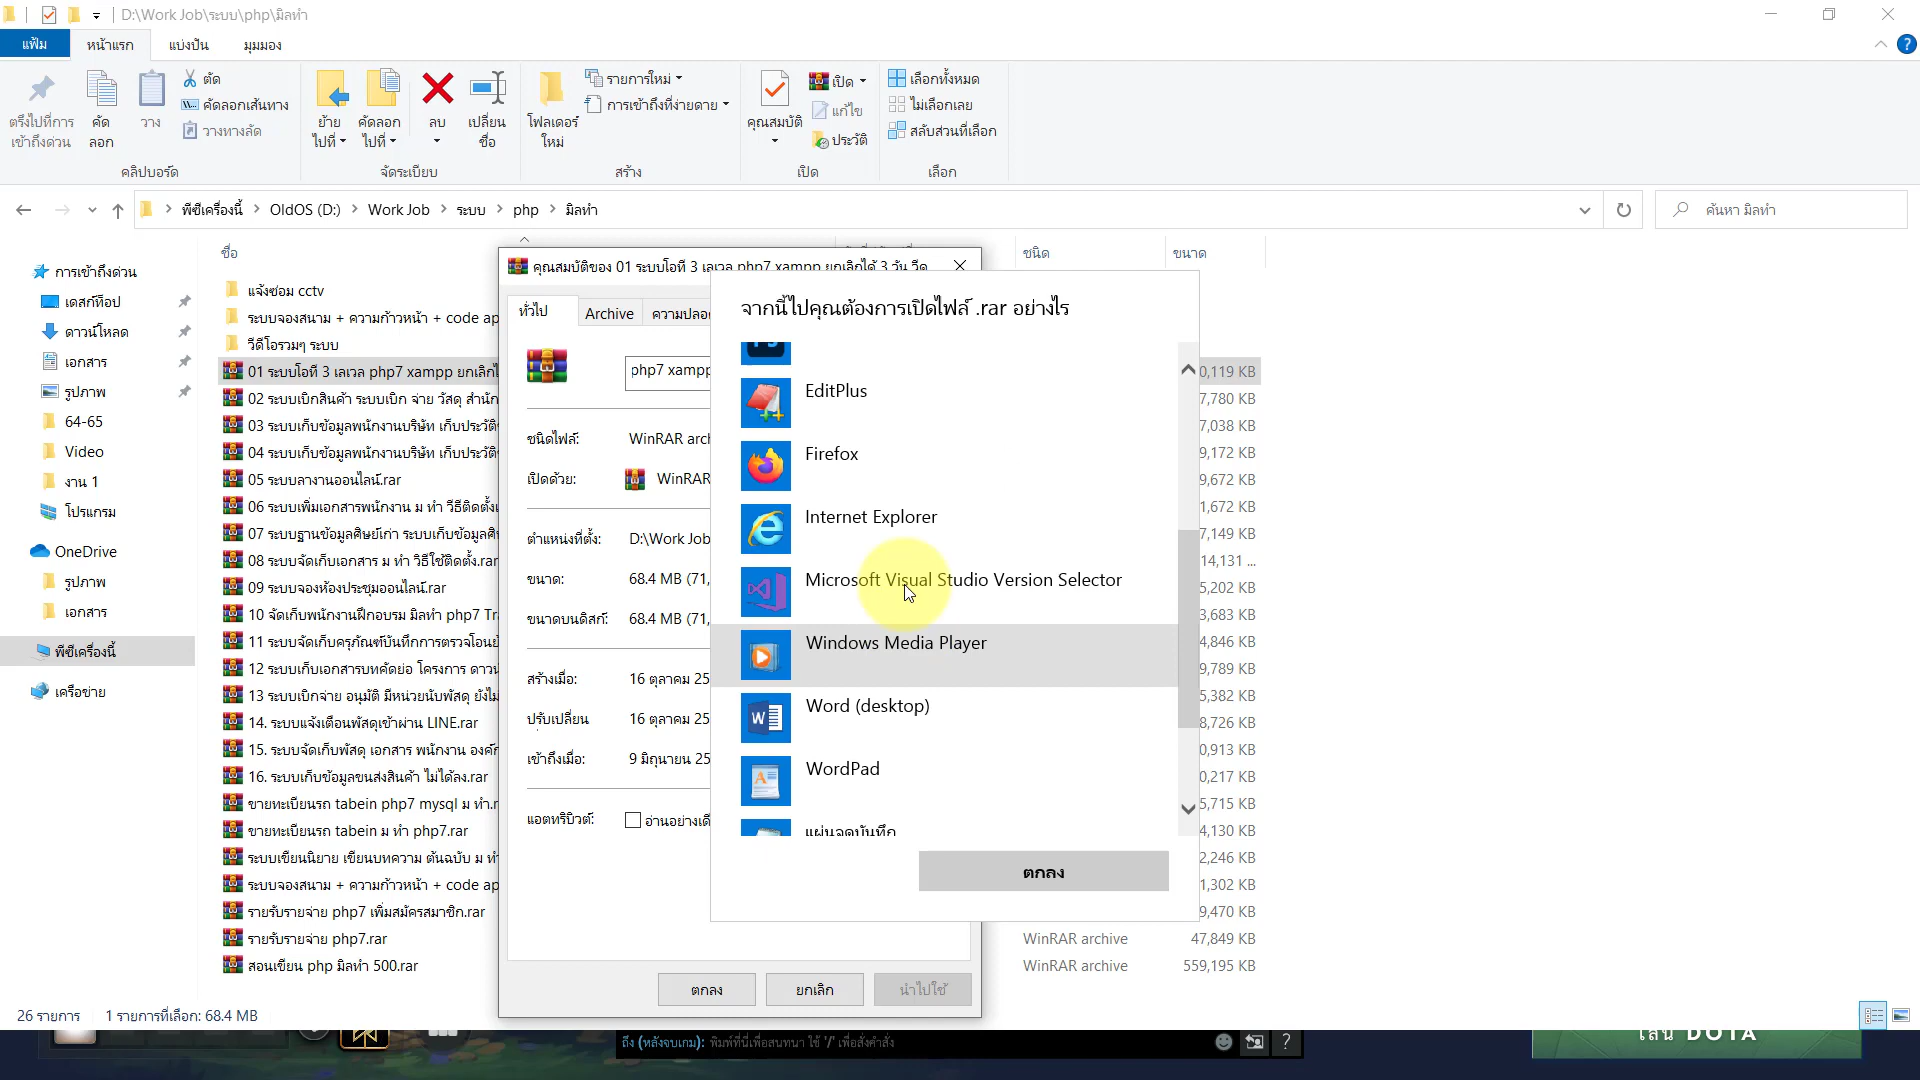 D:\Work Job\ระบบ\php\มิลทำ
แฟ้ม
หน้าแรก
แบ่งปัน
มุมมอง
ตรึงไปที่การ
เข้าถึงด่วน
คัด
ลอก
วาง
ตัด
คัดลอกเส้นทาง
วางทางลัด
คลิปบอร์ด
ย้าย
ไปที่
คัดลอก
ไปที่
ลบ
เปลี่ยน
ชื่อ
จัดระเบียบ
โฟลเดอร์
ใหม่
รายการใหม่
การเข้าถึงที่ง่ายดาย
สร้าง
คุณสมบัติ
เปิด
แก้ไข
ประวัติ
เปิด
เลือกทั้งหมด
ไม่เลือกเลย
สลับส่วนที่เลือก
เลือก
พีซีเครื่องนี้ > OldOS (D:) > Work Job > ระบบ > php > มิลทำ
ค้นหา มิลทำ
การเข้าถึงด่วน
เดสก์ท็อป
ดาวน์โหลด
เอกสาร
รูปภาพ
64-65
Video
งาน 1
โปรแกรม
OneDrive
รูปภาพ
เอกสาร
พีซีเครื่องนี้
เครือข่าย
ชื่อ
ชนิด
ขนาด
แจ้งซ่อม cctv
ระบบจองสนาม + ความก้าวหน้า + code ap
วีดีโอรวมๆ ระบบ
01 ระบบโอที 3 เลเวล php7 xampp ยกเลิกไ
02 ระบบเบิกสินค้า ระบบเบิก จ่าย วัสดุ สำนัก
03 ระบบเก็บข้อมูลพนักงานบริษัท เก็บประวัติ
04 ระบบเก็บข้อมูลพนักงานบริษัท เก็บประวัติ
05 ระบบลางานออนไลน์.rar
06 ระบบเพิ่มเอกสารพนักงาน ม ทำ วีธีติดตั้ง
07 ระบบฐานข้อมูลศิษย์เก่า ระบบเก็บข้อมูลศิ
08 ระบบจัดเก็บเอกสาร ม ทำ วิธีใช้ติดตั้ง.rar
09 ระบบจองห้องประชุมออนไลน์.rar
10 จัดเก็บพนักงานฝึกอบรม มิลทำ php7 Tr
11 ระบบจัดเก็บครุภัณฑ์บันทึกการตรวจโอนย้
12 ระบบเก็บเอกสารบทคัดย่อ โครงการ ดาวน์
13 ระบบเบิกจ่าย อนุมัติ มีหน่วยนับพัสดุ ยังไม่
14. ระบบแจ้งเตือนพัสดุเข้าผ่าน LINE.rar
15. ระบบจัดเก็บพัสดุ เอกสาร พนักงาน องค์ก
16. ระบบเก็บข้อมูลขนส่งสินค้า ไม่ได้ลง.rar
ขายทะเบียนรถ tabein php7 mysql ม ทำ.r
ขายทะเบียนรถ tabein ม ทำ php7.rar
ระบบเขียนนิยาย เขียนบทความ ต้นฉบับ ม ทำ
ระบบจองสนาม + ความก้าวหน้า + code ap
รายรับรายจ่าย php7 เพิ่มสมัครสมาชิก.rar
รายรับรายจ่าย php7.rar
สอนเขียน php มิลทำ 500.rar
คุณสมบัติของ 01 ระบบโอที 3 เลเวล php7 xampp ยกเลิกได้ 3 วัน วีด
ทั่วไป
Archive
ความปลอด
php7 xampp
ชนิดไฟล์:
WinRAR arch
เปิดด้วย:
WinRAR
ตำแหน่งที่ตั้ง:
D:\Work Job
ขนาด:
68.4 MB (71,
ขนาดบนดิสก์:
68.4 MB (71,
สร้างเมื่อ:
16 ตุลาคม 25
ปรับเปลี่ยน
16 ตุลาคม 25
เข้าถึงเมื่อ:
9 มิถุนายน 25
แอตทริบิวต์:
อ่านอย่างเดี
ตกลง
ยกเลิก
นำไปใช้
จากนี้ไปคุณต้องการเปิดไฟล์ .rar อย่างไร
EditPlus
Firefox
Internet Explorer
Microsoft Visual Studio Version Selector
Windows Media Player
Word (desktop)
WordPad
แผ่นจดบันทึก
ตกลง
0,119 KB
7,780 KB
7,038 KB
9,172 KB
9,672 KB
1,672 KB
7,149 KB
14,131 ...
5,202 KB
3,683 KB
4,846 KB
9,789 KB
5,382 KB
8,726 KB
0,913 KB
0,217 KB
5,715 KB
4,130 KB
2,246 KB
1,302 KB
9,470 KB
WinRAR archive 47,849 KB
WinRAR archive 559,195 KB
26 รายการ
1 รายการที่เลือก: 68.4 MB
ถึง (หลังจบเกม): พิมพ์ที่นี่เพื่อสนทนา ใช้ '/' เพื่อสั่งคำสั่ง
?
เล่น DOTA